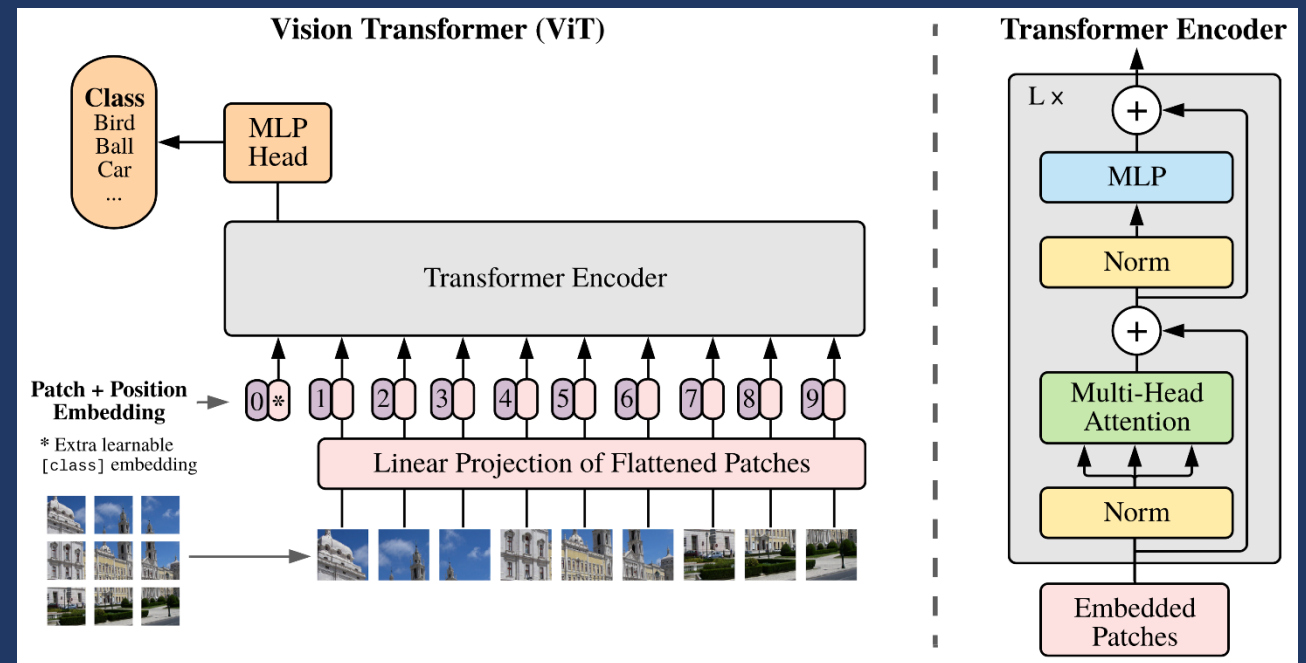 Vision Transformer (ViT)
Class
Bird
Ball
Car
...
MLP
Head
Transformer Encoder
Patch + Position
Embedding
0 * 1 2 3 4 5 6 7 8 9
* Extra learnable
[class] embedding
Linear Projection of Flattened Patches
Transformer Encoder
L x
+
MLP
Norm
+
Multi-Head
Attention
Norm
Embedded
Patches